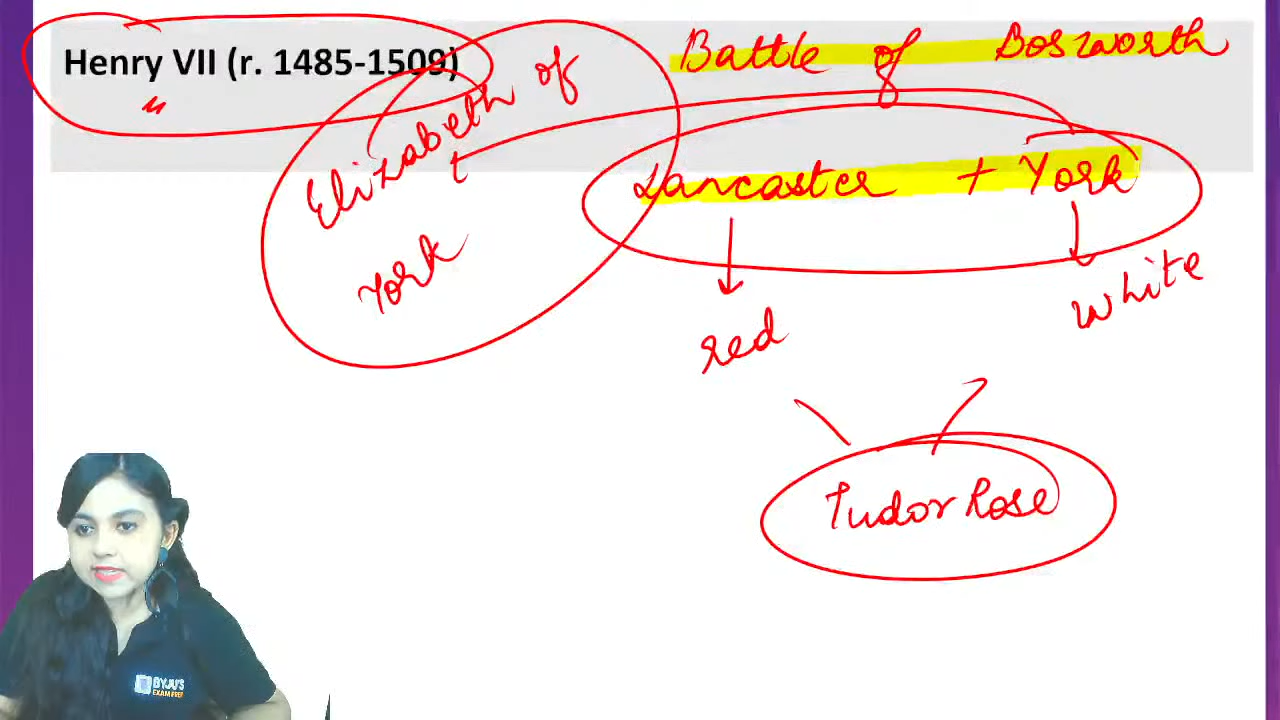 Henry VII (r. 1485-1509)
Battle of Bosworth
Elizabeth of
York
Lancaster + York
red
white
Tudor Rose
BYJU'S
EXAM PREP